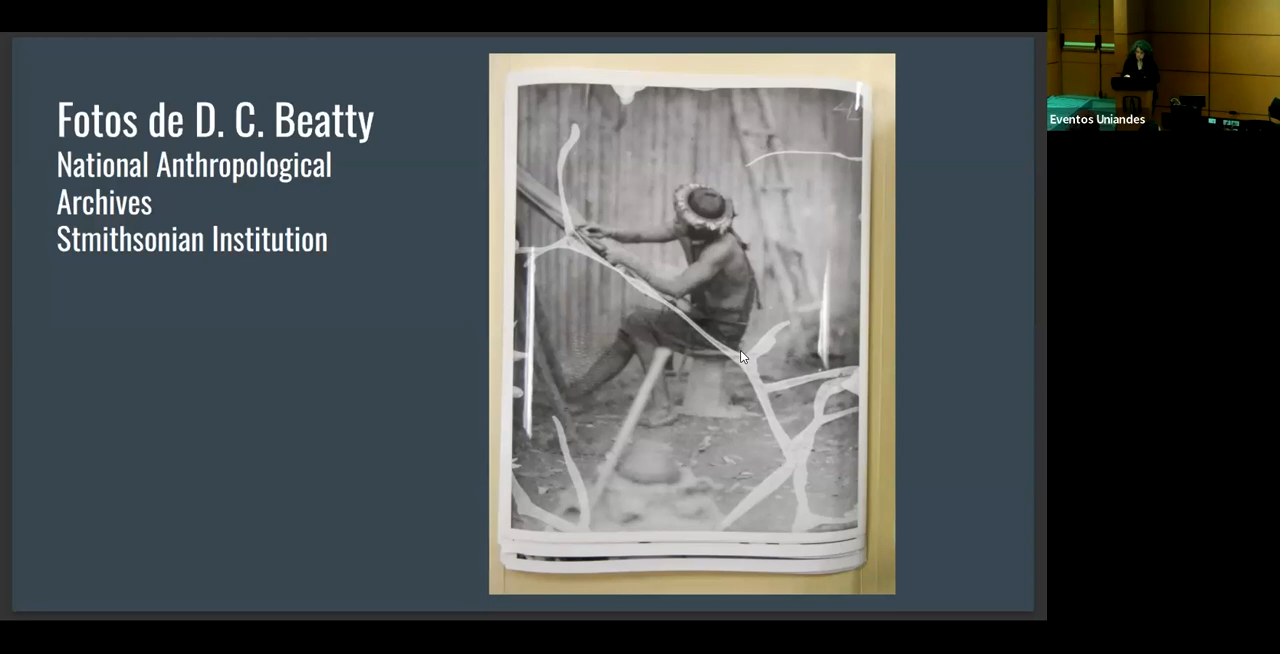 Fotos de D. C. Beatty
National Anthropological
Archives
Stmithsonian Institution
Eventos Uniandes